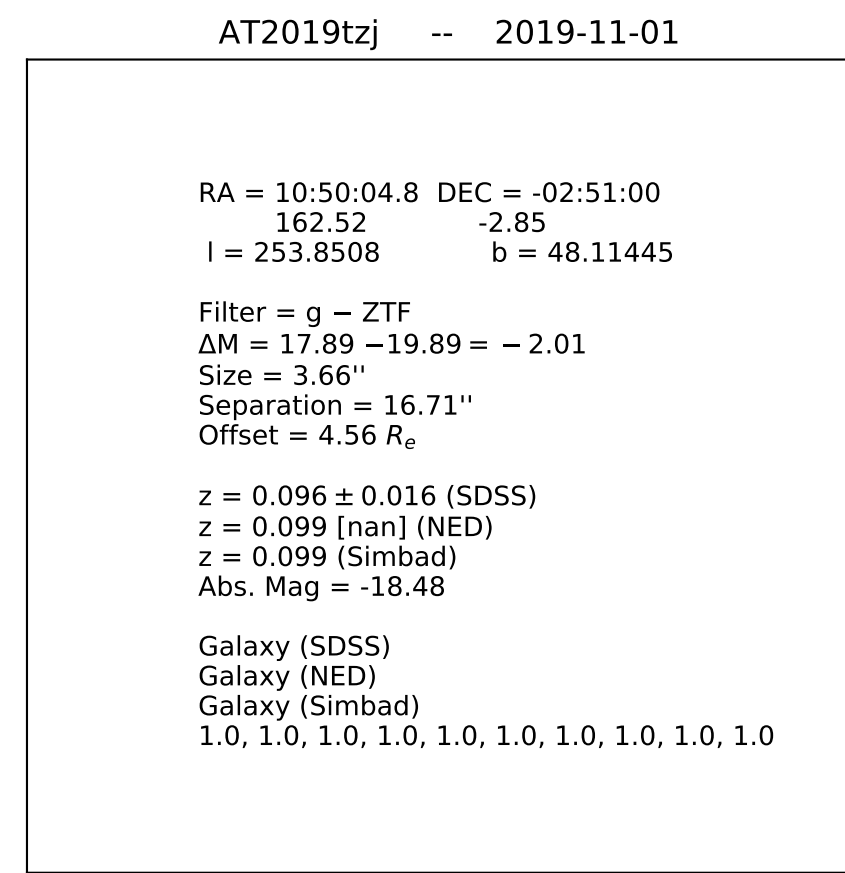 AT2019tzj -- 2019-11-01
RA = 10:50:04.8 DEC = -02:51:00
162.52 -2.85
l = 253.8508 b = 48.11445
Filter = g − ZTF
ΔM = 17.89 −19.89 = − 2.01
Size = 3.66''
Separation = 16.71''
Offset = 4.56 Rₑ
z = 0.096 ± 0.016 (SDSS)
z = 0.099 [nan] (NED)
z = 0.099 (Simbad)
Abs. Mag = -18.48
Galaxy (SDSS)
Galaxy (NED)
Galaxy (Simbad)
1.0, 1.0, 1.0, 1.0, 1.0, 1.0, 1.0, 1.0, 1.0, 1.0